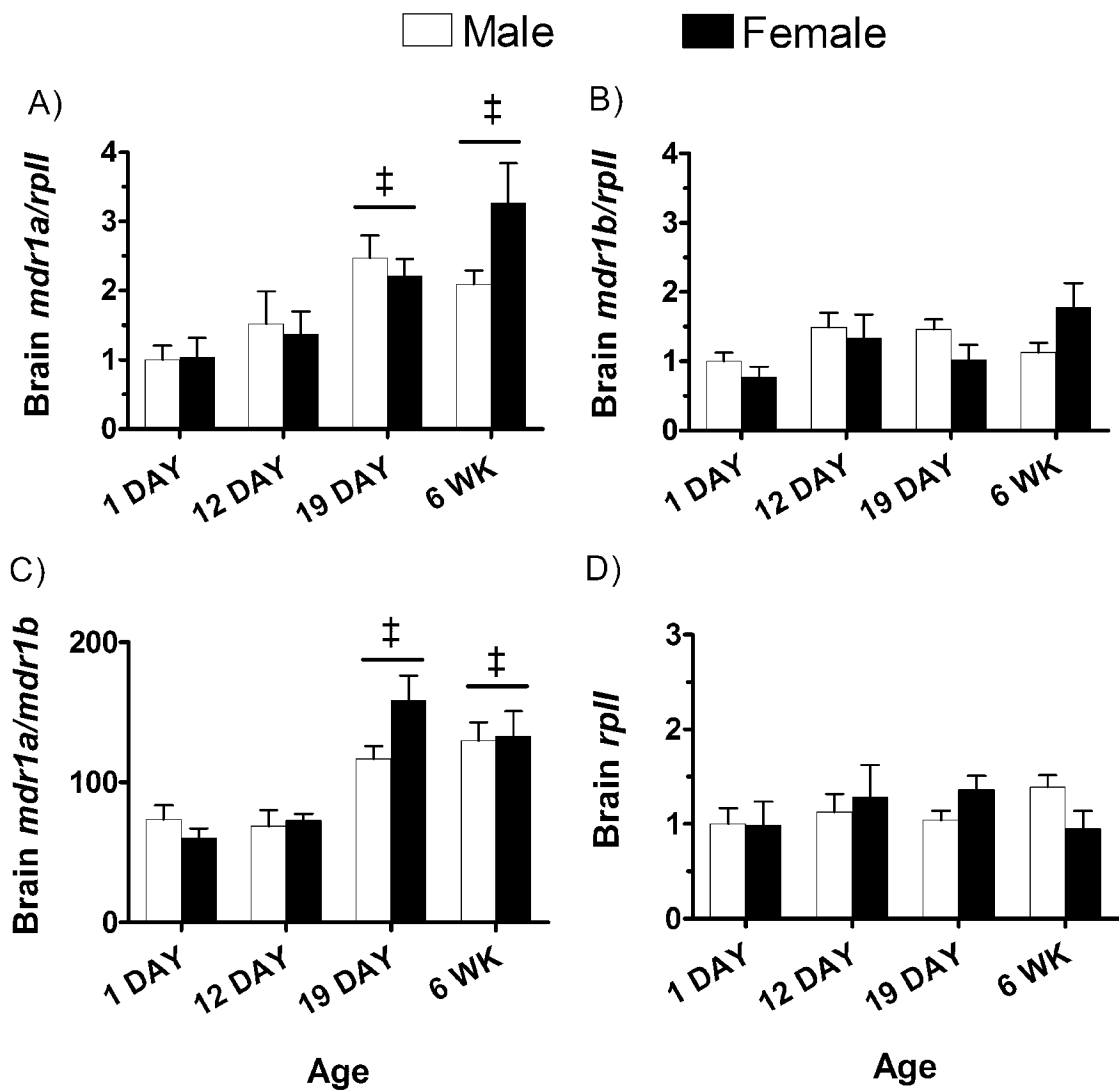 Male Female
A)
‡
‡
4
3
2
1
0
Brain mdr1a/rpll
1 DAY
12 DAY
19 DAY
6 WK
B)
4
3
2
1
0
Brain mdr1b/rpll
1 DAY
12 DAY
19 DAY
6 WK
C)
‡
‡
200
100
0
Brain mdr1a/mdr1b
1 DAY
12 DAY
19 DAY
6 WK
Age
D)
3
2
1
0
Brain rpll
1 DAY
12 DAY
19 DAY
6 WK
Age